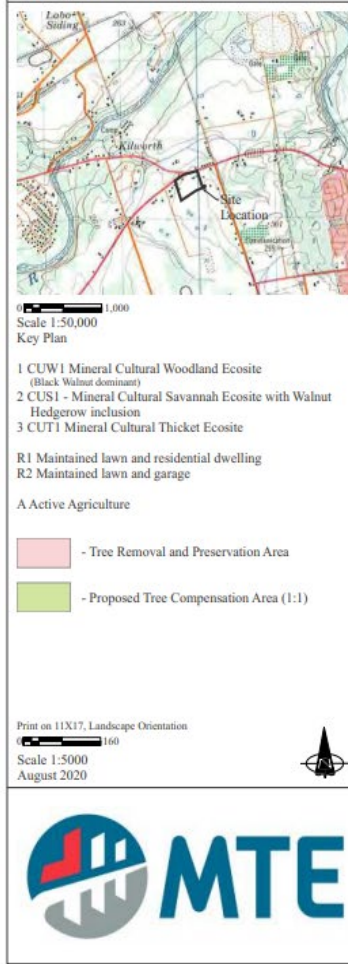 Lobo
Siding
263
Camp
Kilworth
Site
Location
R
0 1,000
Scale 1:50,000
Key Plan
1 CUW1 Mineral Cultural Woodland Ecosite
(Black Walnut dominant)
2 CUS1 - Mineral Cultural Savannah Ecosite with Walnut
Hedgerow inclusion
3 CUT1 Mineral Cultural Thicket Ecosite
R1 Maintained lawn and residential dwelling
R2 Maintained lawn and garage
A Active Agriculture
- Tree Removal and Preservation Area
- Proposed Tree Compensation Area (1:1)
Print on 11X17, Landscape Orientation
0 160
Scale 1:5000
August 2020
MTE